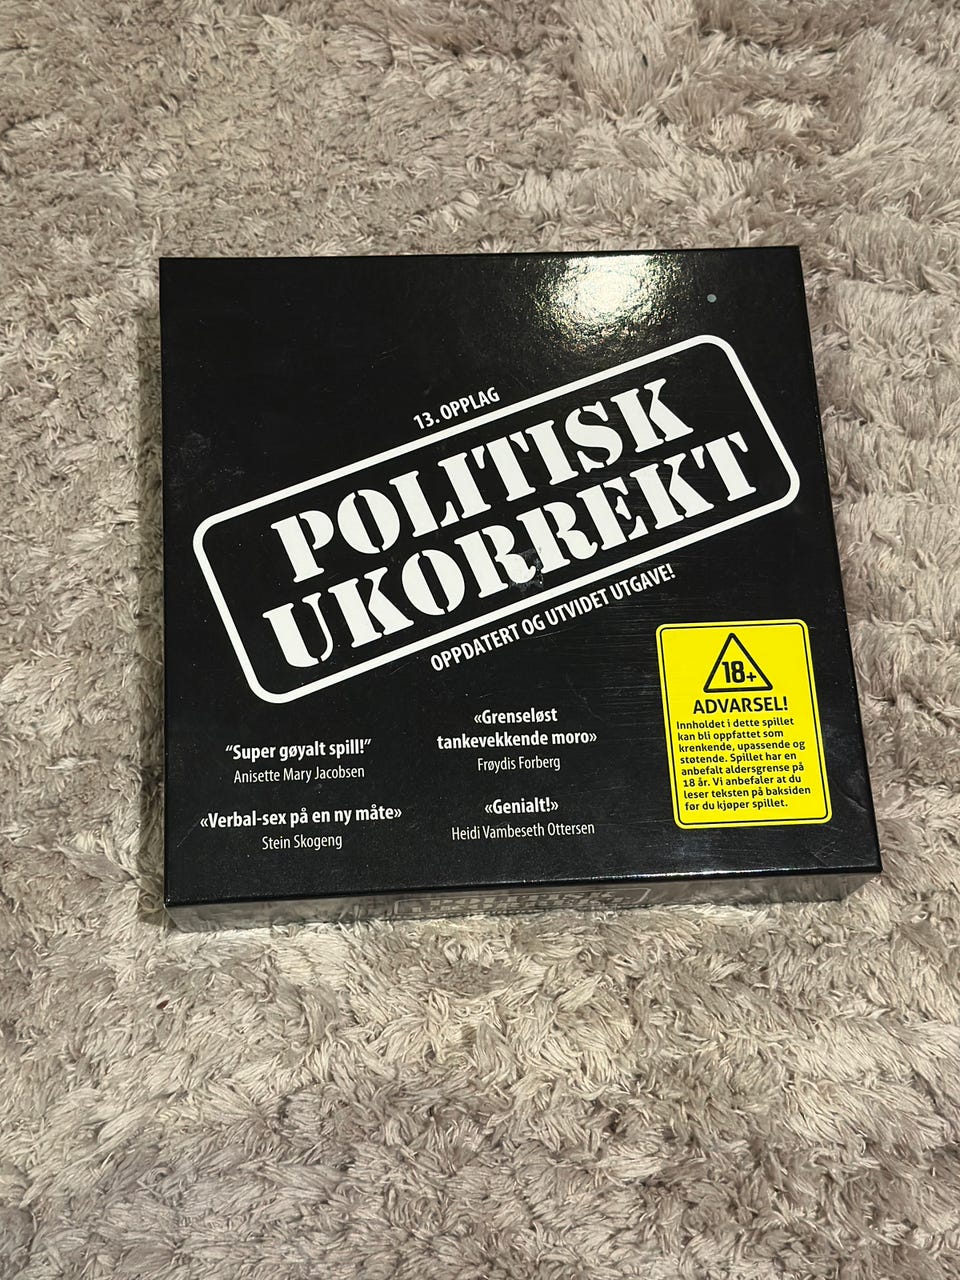 13. OPPLAG
POLITISK
UKORREKT
OPPDATERT OG UTVIDET UTGAVE!
“Super gøyalt spill!”
Anisette Mary Jacobsen
«Verbal-sex på en ny måte»
Stein Skogeng
«Grenseløst
tankevekkende moro»
Frøydis Forberg
«Genialt!»
Heidi Vambeseth Ottersen
18+
ADVARSEL!
Innholdet i dette spillet
kan bli oppfattet som
krenkende, upassende og
støtende. Spillet har en
anbefalt aldersgrense på
18 år. Vi anbefaler at du
leser teksten på baksiden
før du kjøper spillet.
POLITISK
UKORREKT